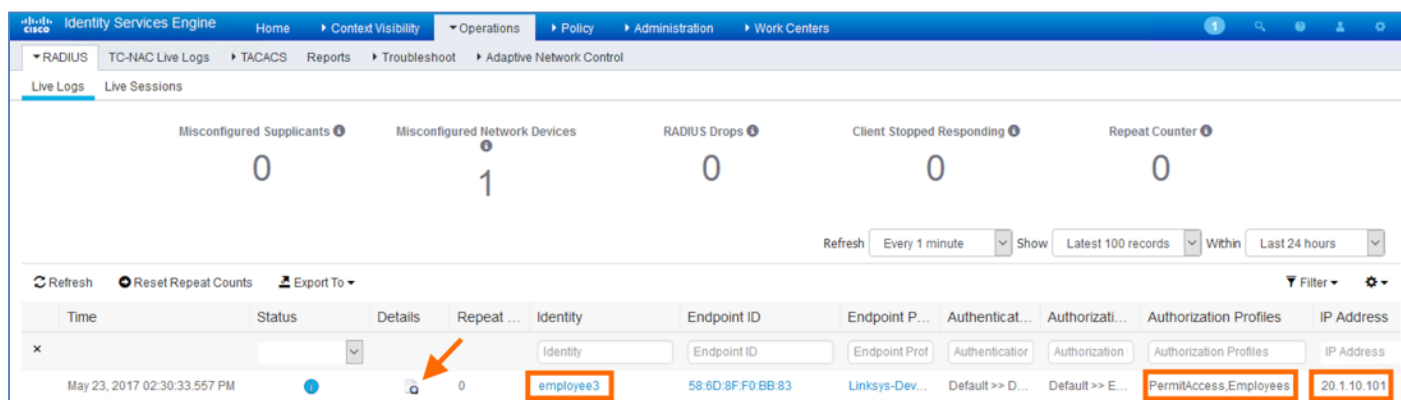 cisco Identity Services Engine Home Context Visibility Operations Policy Administration Work Centers 1
RADIUS TC-NAC Live Logs TACACS Reports Troubleshoot Adaptive Network Control
Live Logs Live Sessions
Misconfigured Supplicants Misconfigured Network Devices RADIUS Drops Client Stopped Responding Repeat Counter
0 1 0 0 0
Refresh Every 1 minute Show Latest 100 records Within Last 24 hours
Refresh Reset Repeat Counts Export To Filter
Time Status Details Repeat ... Identity Endpoint ID Endpoint P... Authenticat... Authorizati... Authorization Profiles IP Address
× Identity Endpoint ID Endpoint Prof Authentication Authorization Authorization Profiles IP Address
May 23, 2017 02:30:33.557 PM 0 employee3 58:6D:8F:F0:BB:83 Linksys-Dev... Default >> D... Default >> E... PermitAccess,Employees 20.1.10.101